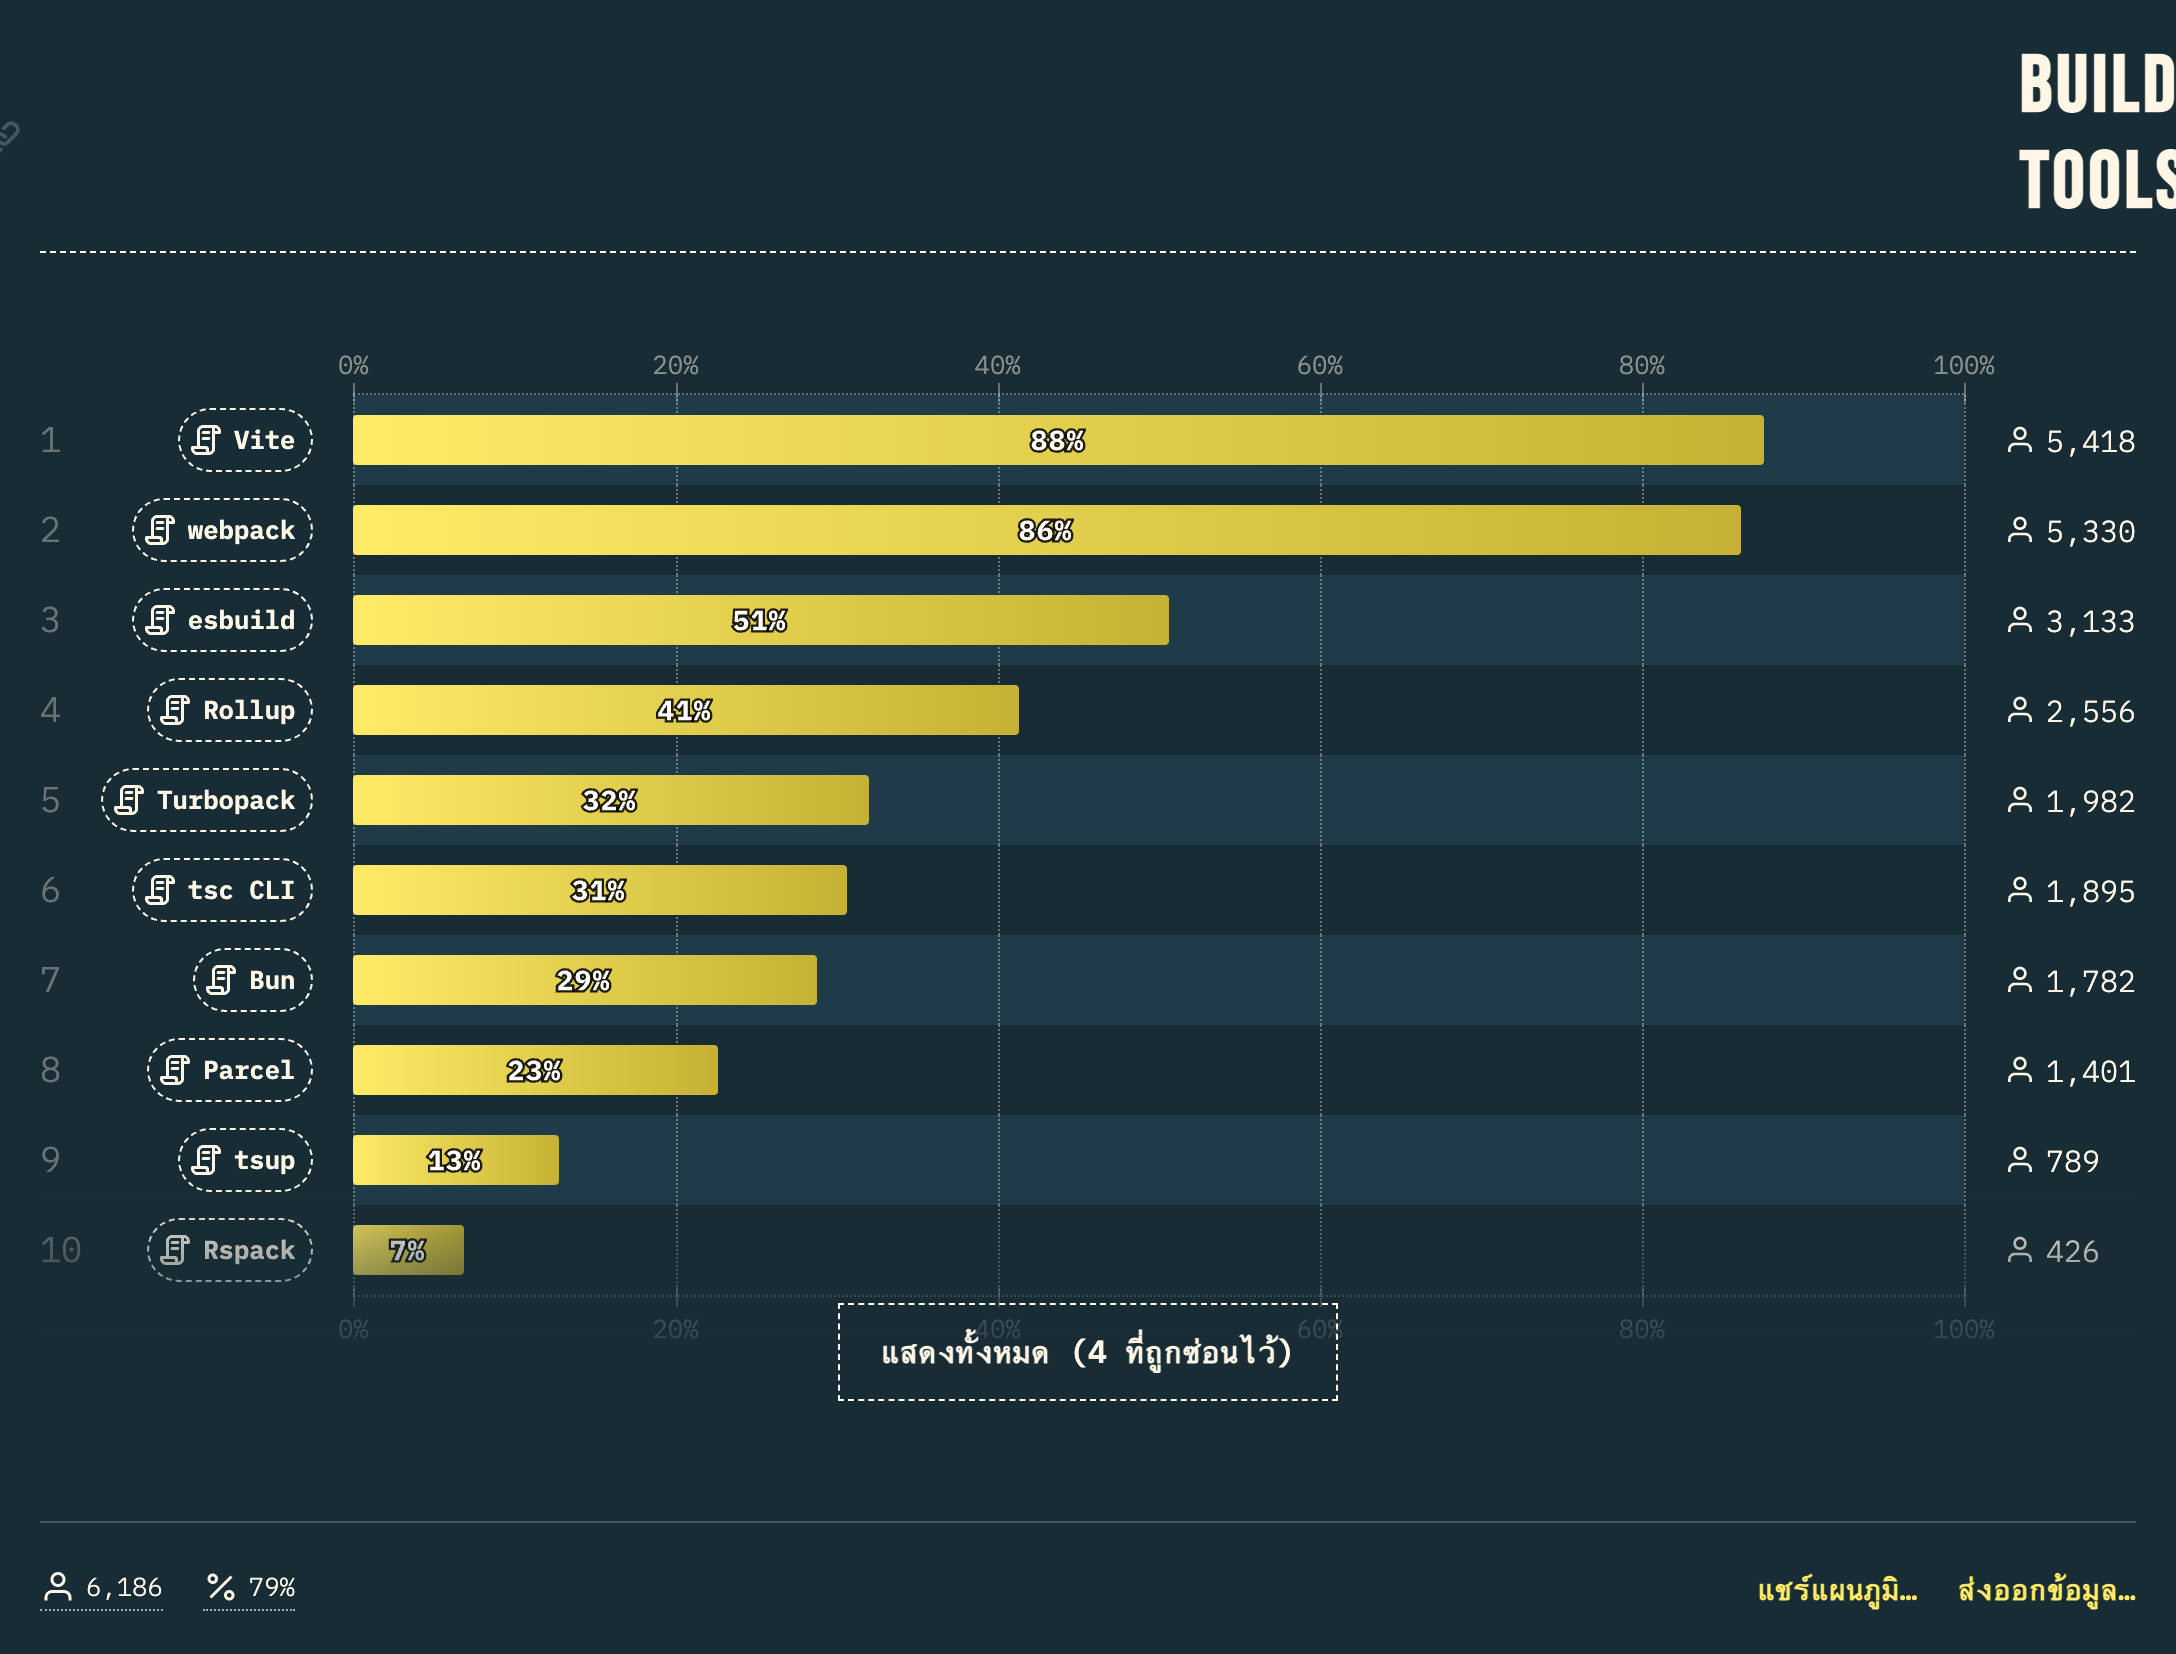 BUILD
TOOLS
0% 20% 40% 60% 80% 100%
1 Vite 88% 5,418
2 webpack 86% 5,330
3 esbuild 51% 3,133
4 Rollup 41% 2,556
5 Turbopack 32% 1,982
6 tsc CLI 31% 1,895
7 Bun 29% 1,782
8 Parcel 23% 1,401
9 tsup 13% 789
10 Rspack 7% 426
0% 20% 40% 60% 80% 100%
แสดงทั้งหมด (4 ที่ถูกซ่อนไว้)
6,186 79% แชร์แผนภูมิ… ส่งออกข้อมูล…